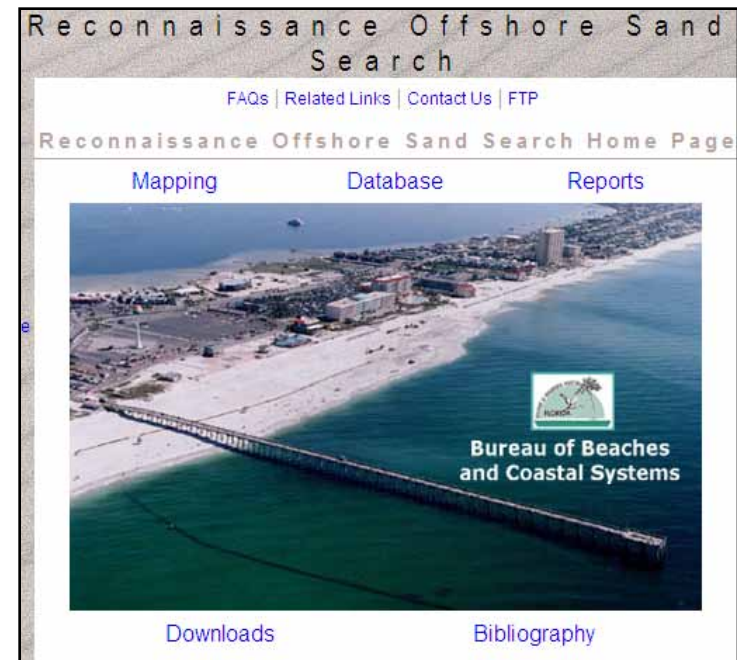 Reconnaissance Offshore Sand
Search
FAQs | Related Links | Contact Us | FTP
Reconnaissance Offshore Sand Search Home Page
Mapping Database Reports
e
FLORIDA
Bureau of Beaches
and Coastal Systems
Downloads Bibliography